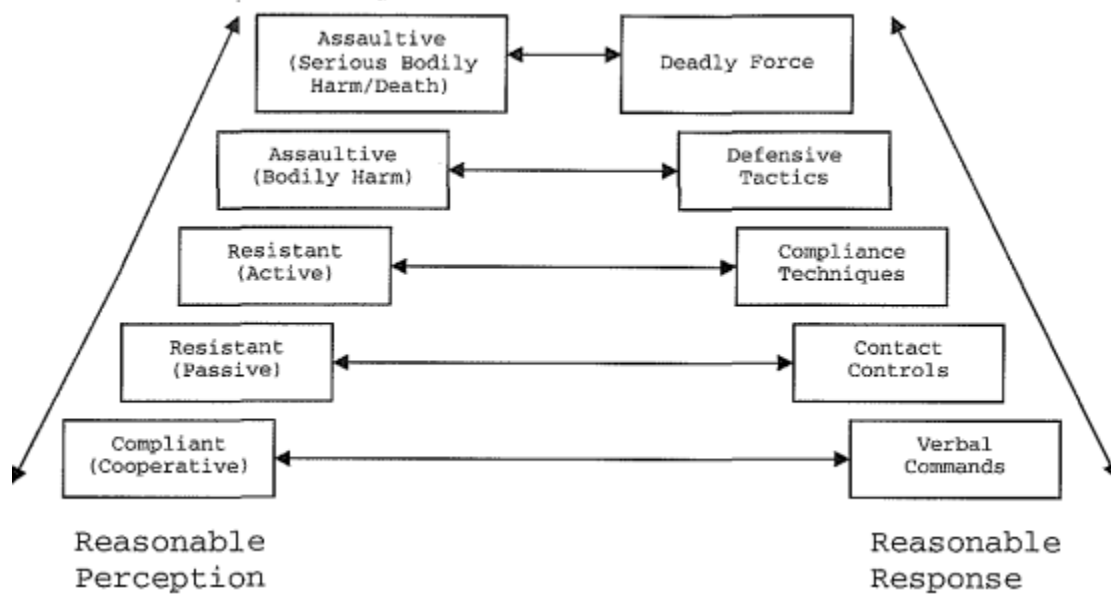 Assaultive
(Serious Bodily
Harm/Death)
Deadly Force
Assaultive
(Bodily Harm)
Defensive
Tactics
Resistant
(Active)
Compliance
Techniques
Resistant
(Passive)
Contact
Controls
Compliant
(Cooperative)
Verbal
Commands
Reasonable
Perception
Reasonable
Response